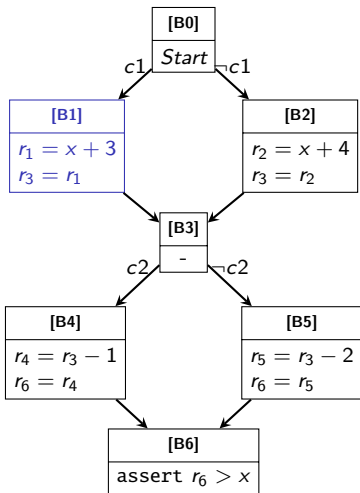 [B0]
Start
c1
¬c1
[B1]
r₁ = x + 3
r₃ = r₁
[B2]
r₂ = x + 4
r₃ = r₂
[B3]
-
c2
¬c2
[B4]
r₄ = r₃ − 1
r₆ = r₄
[B5]
r₅ = r₃ − 2
r₆ = r₅
[B6]
assert r₆ > x